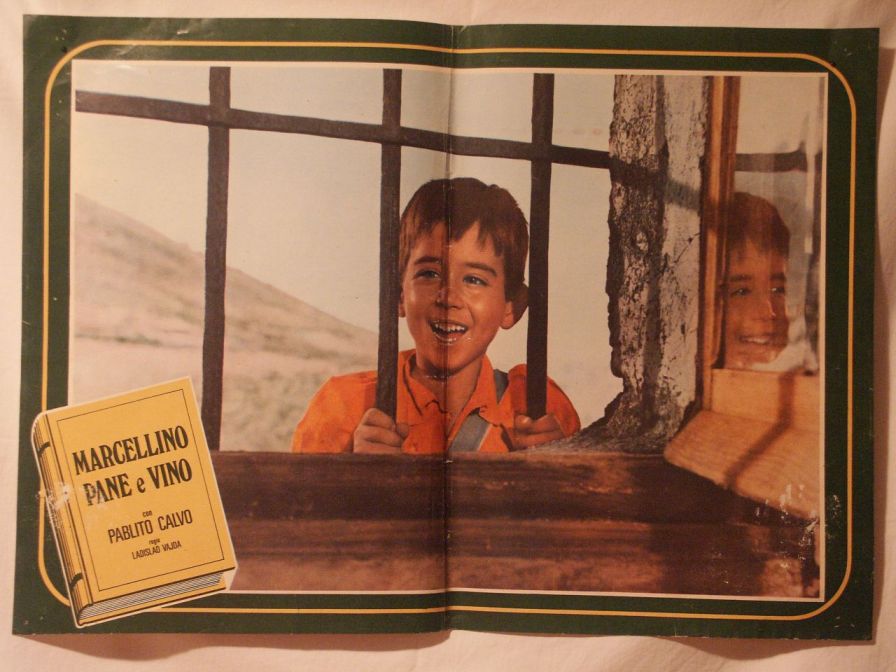 MARCELLINO
PANE e VINO
con
PABLITO CALVO
regia
LADISLAO VAJDA